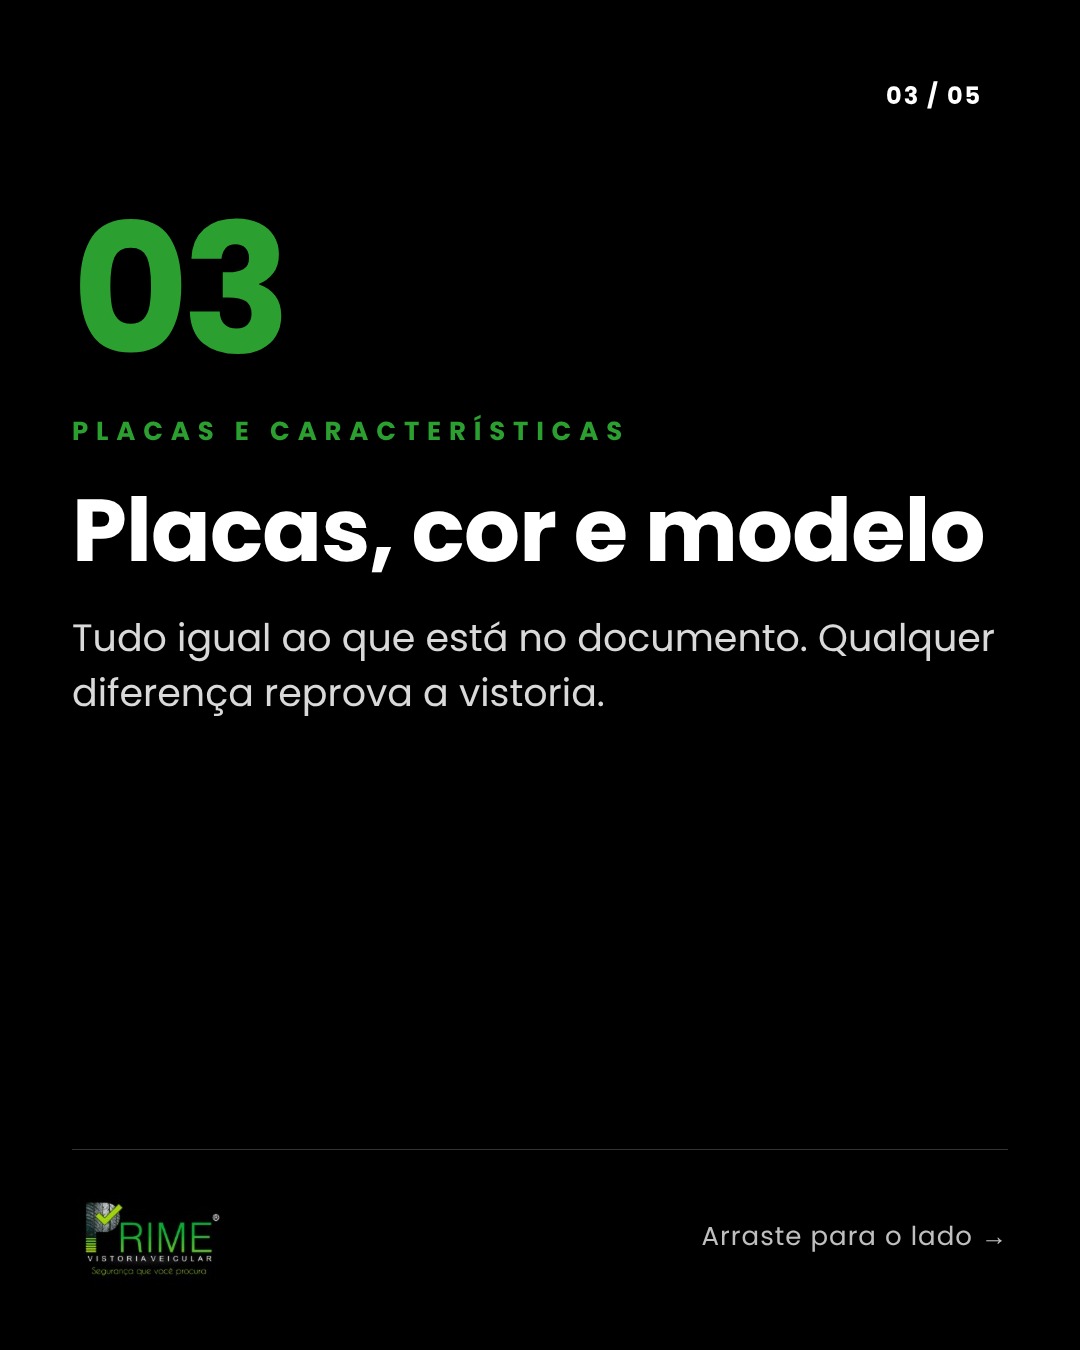 03 / 05
03
PLACAS E CARACTERÍSTICAS
Placas, cor e modelo
Tudo igual ao que está no documento. Qualquer
diferença reprova a vistoria.
PRIME®
VISTORIA VEICULAR
Segurança que você procura
Arraste para o lado →